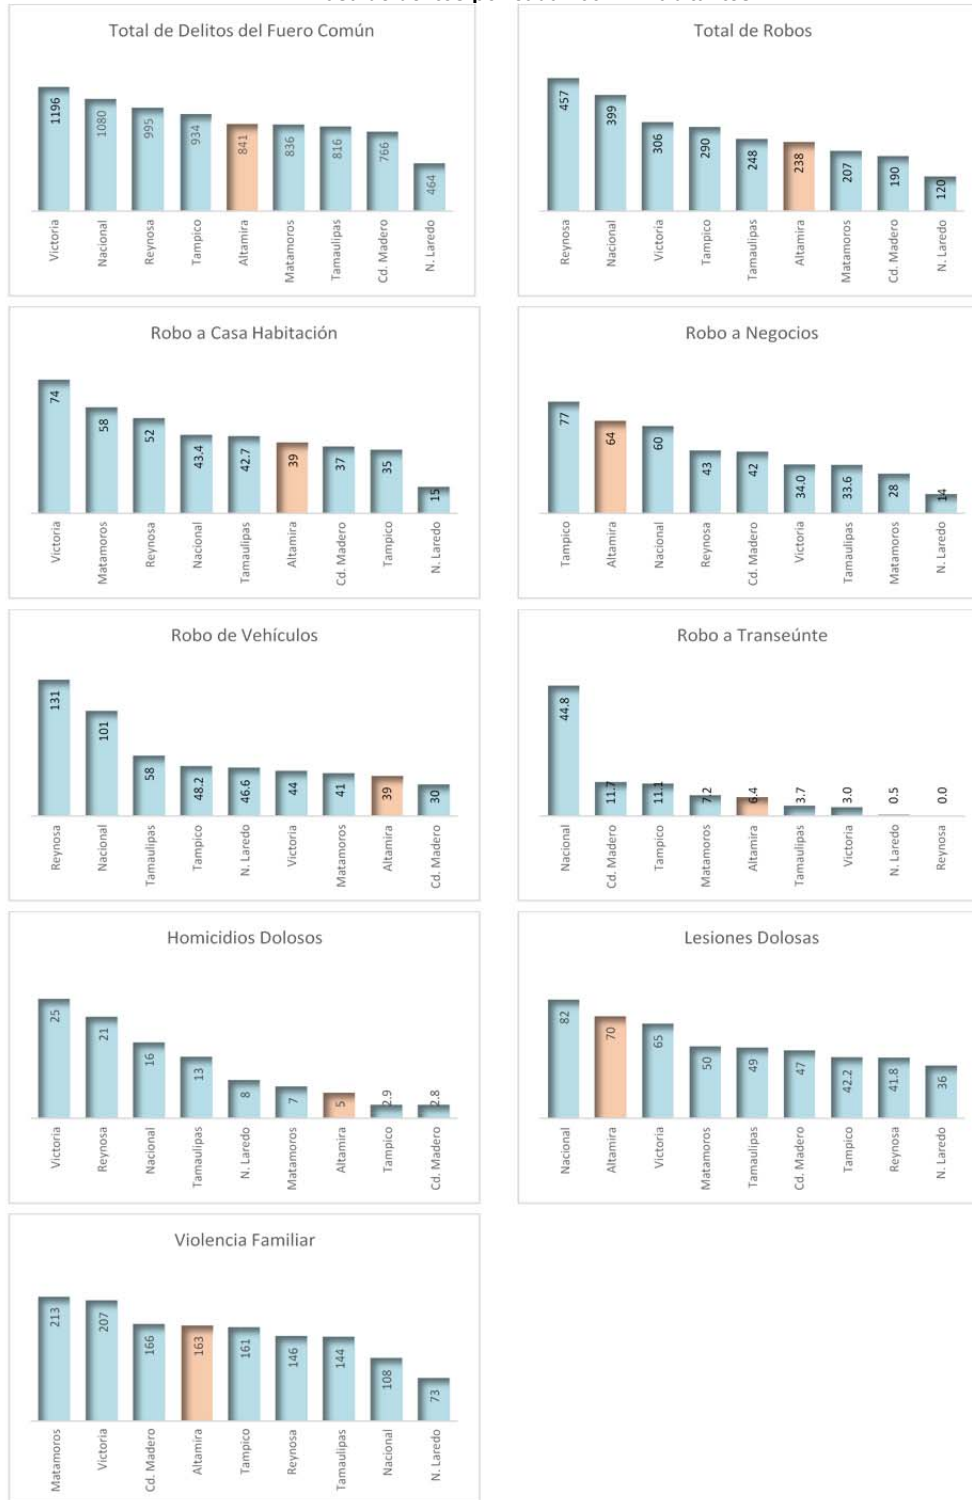 Total de Delitos del Fuero Común
1196
1080
995
934
841
836
816
766
464
Victoria
Nacional
Reynosa
Tampico
Altamira
Matamoros
Tamaulipas
Cd. Madero
N. Laredo
Total de Robos
457
399
306
290
248
238
207
190
120
Reynosa
Nacional
Victoria
Tampico
Tamaulipas
Altamira
Matamoros
Cd. Madero
N. Laredo
Robo a Casa Habitación
74
58
52
43.4
42.7
39
37
35
15
Victoria
Matamoros
Reynosa
Nacional
Tamaulipas
Altamira
Cd. Madero
Tampico
N. Laredo
Robo a Negocios
77
64
60
43
42
34.0
33.6
28
14
Tampico
Altamira
Nacional
Reynosa
Cd. Madero
Victoria
Tamaulipas
Matamoros
N. Laredo
Robo de Vehículos
131
101
58
48.2
46.6
44
41
39
30
Reynosa
Nacional
Tamaulipas
Tampico
N. Laredo
Victoria
Matamoros
Altamira
Cd. Madero
Robo a Transeúnte
44.8
11.7
11.1
7.2
6.4
3.7
3.0
0.5
0.0
Nacional
Cd. Madero
Tampico
Matamoros
Altamira
Tamaulipas
Victoria
N. Laredo
Reynosa
Homicidios Dolosos
25
21
16
13
8
7
5
2.9
2.8
Victoria
Reynosa
Nacional
Tamaulipas
N. Laredo
Matamoros
Altamira
Tampico
Cd. Madero
Lesiones Dolosas
82
70
65
50
49
47
42.2
41.8
36
Nacional
Altamira
Victoria
Matamoros
Tamaulipas
Cd. Madero
Tampico
Reynosa
N. Laredo
Violencia Familiar
213
207
166
163
161
146
144
108
73
Matamoros
Victoria
Cd. Madero
Altamira
Tampico
Reynosa
Tamaulipas
Nacional
N. Laredo